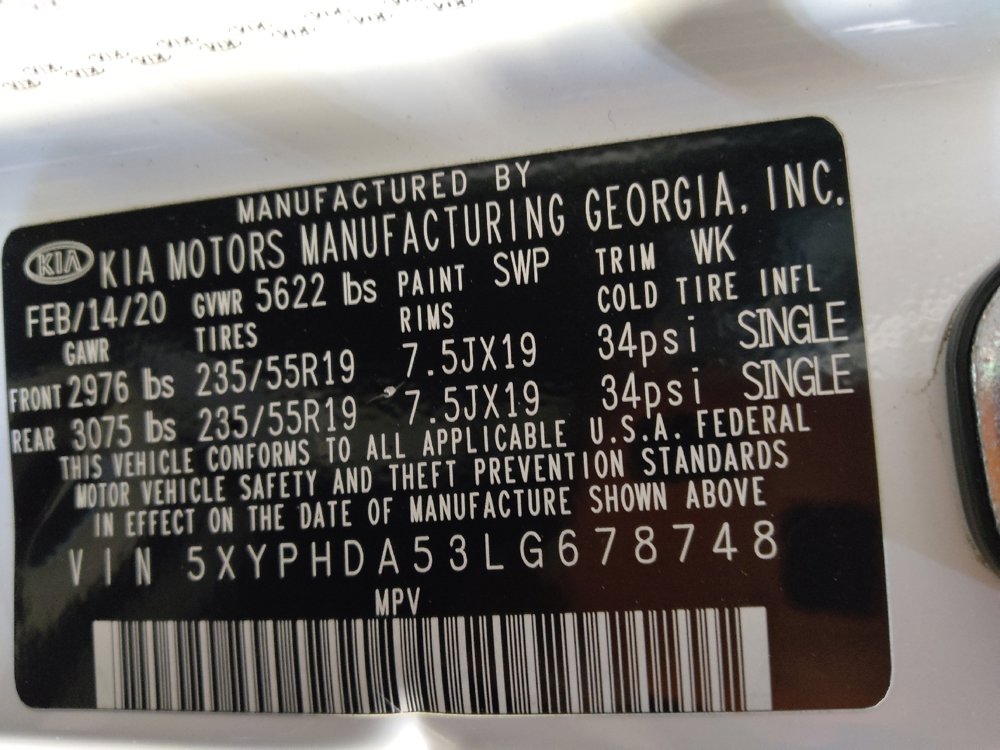 MANUFACTURED BY
KIA KIA MOTORS MANUFACTURING GEORGIA, INC.
FEB/14/20 GVWR 5622 lbs PAINT SWP TRIM WK
GAWR TIRES RIMS COLD TIRE INFL
FRONT 2976 lbs 235/55R19 7.5JX19 34psi SINGLE
REAR 3075 lbs 235/55R19 7.5JX19 34psi SINGLE
THIS VEHICLE CONFORMS TO ALL APPLICABLE U.S.A. FEDERAL
MOTOR VEHICLE SAFETY AND THEFT PREVENTION STANDARDS
IN EFFECT ON THE DATE OF MANUFACTURE SHOWN ABOVE
VIN 5XYPHDA53LG678748
MPV